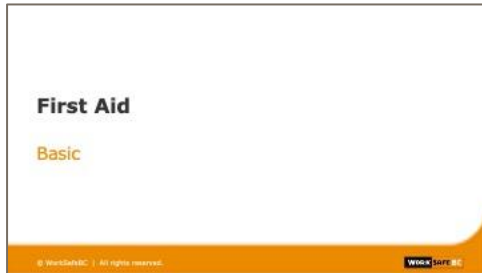 First Aid
Basic
© WorkSafeBC | All rights reserved.
WORK SAFE BC